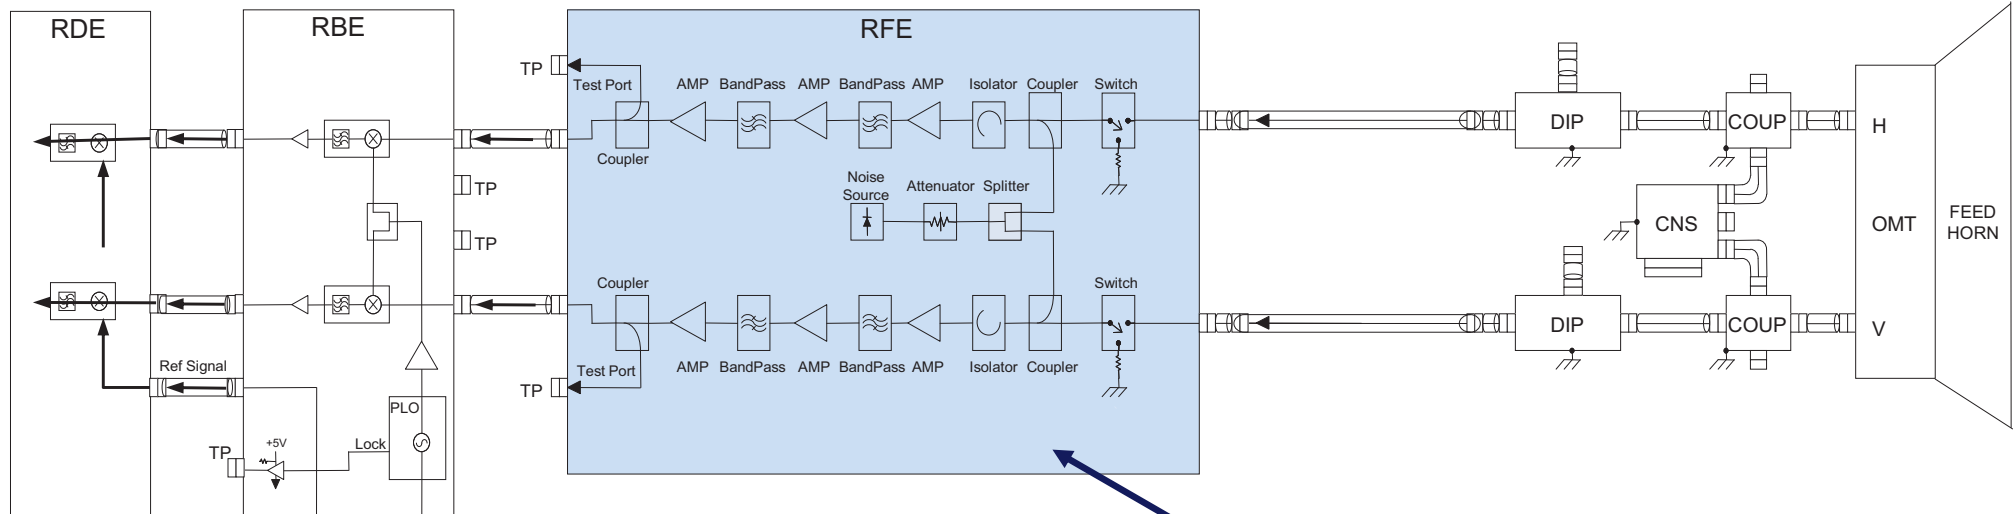 RDE
RBE
RFE
TP
Test Port
AMP
BandPass
AMP
BandPass
AMP
Isolator
Coupler
Switch
Coupler
DIP
COUP
H
TP
Noise
Source
Attenuator
Splitter
TP
CNS
OMT
FEED
HORN
Coupler
Switch
DIP
COUP
V
Ref Signal
TP
Test Port
AMP
BandPass
AMP
BandPass
AMP
Isolator
Coupler
PLO
Lock
+5V
TP